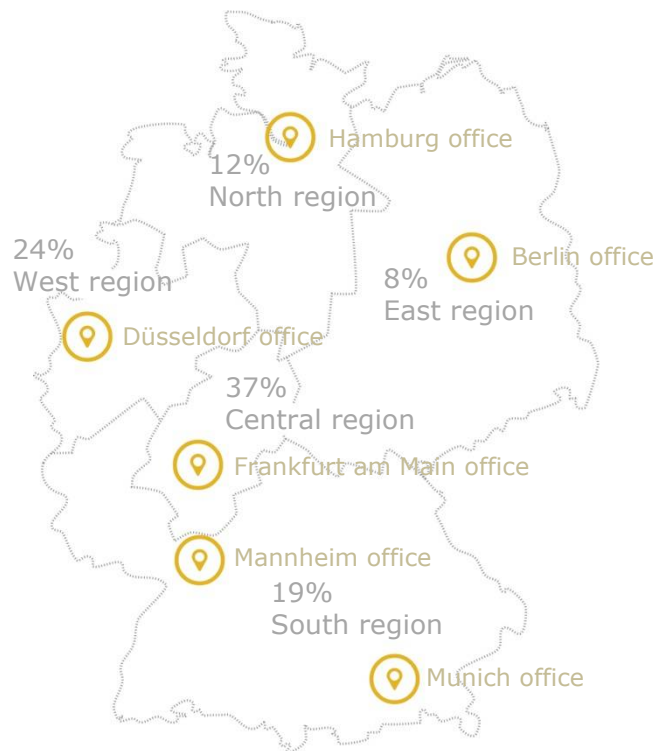 Hamburg office
12%
North region
24%
West region
Berlin office
8%
East region
Düsseldorf office
37%
Central region
Frankfurt am Main office
Mannheim office
19%
South region
Munich office